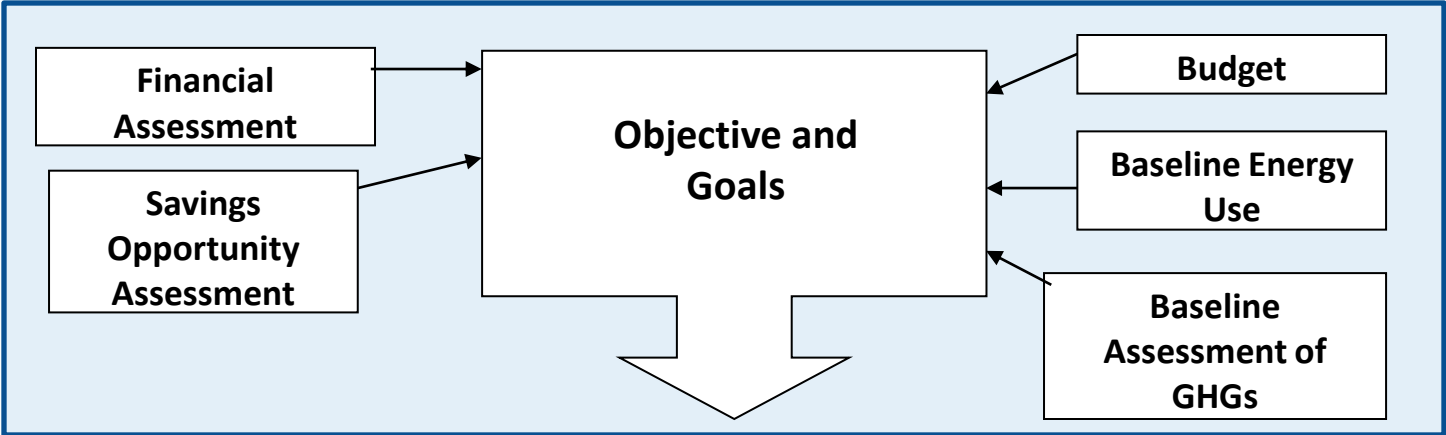 Financial
Assessment
Savings
Opportunity
Assessment
Objective and
Goals
Budget
Baseline Energy
Use
Baseline
Assessment of
GHGs